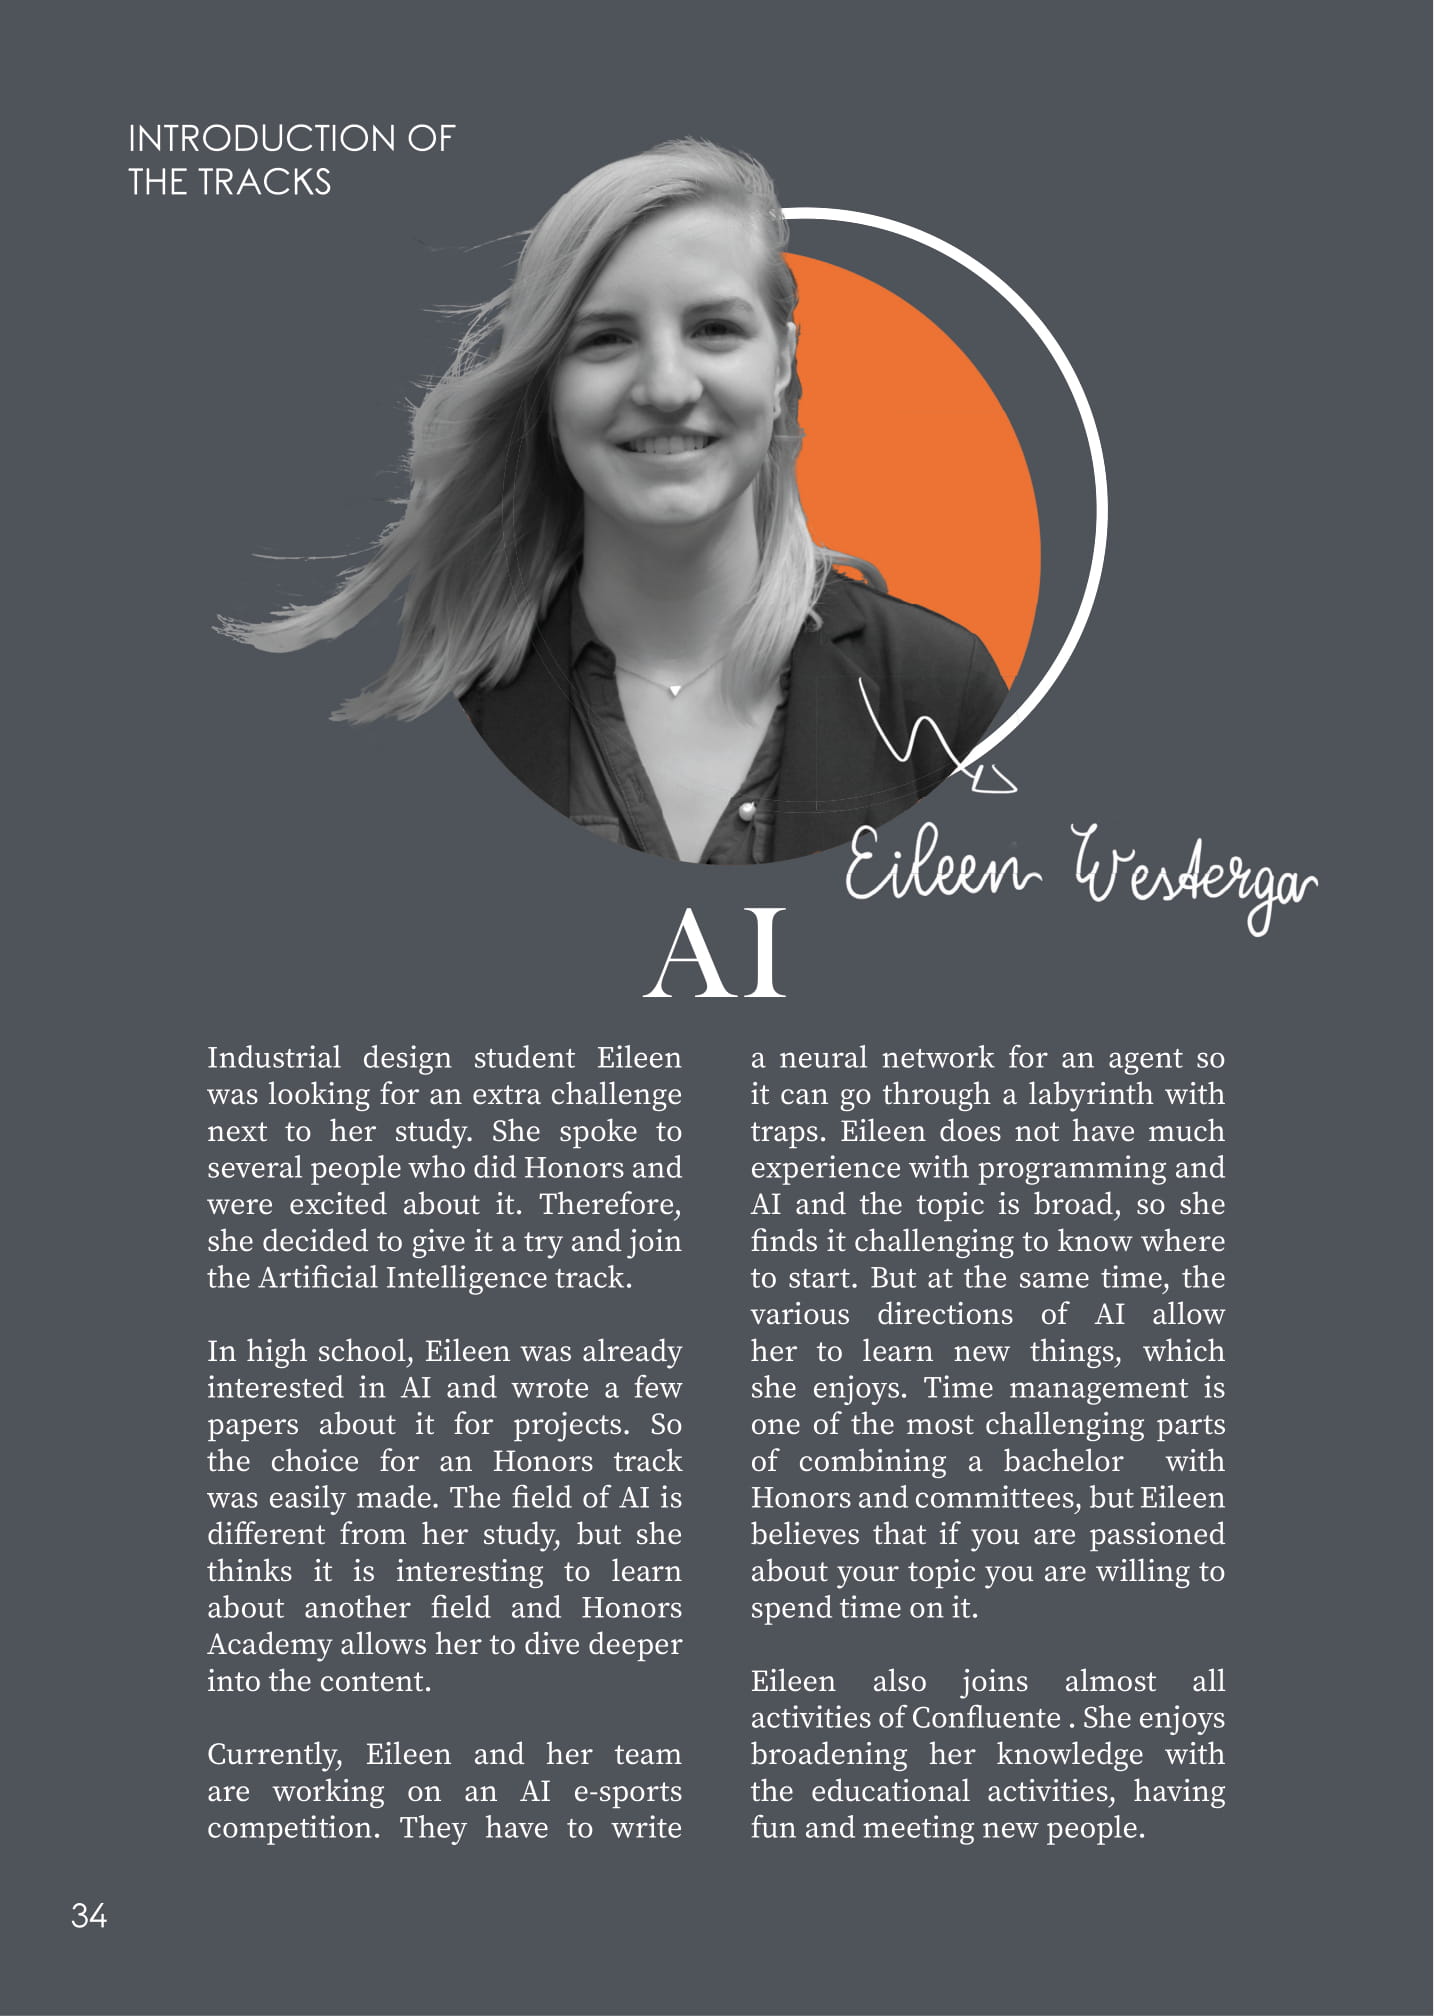 INTRODUCTION OF
THE TRACKS
Eileen Westerga
AI
Industrial design student Eileen
was looking for an extra challenge
next to her study. She spoke to
several people who did Honors and
were excited about it. Therefore,
she decided to give it a try and join
the Artificial Intelligence track.
In high school, Eileen was already
interested in AI and wrote a few
papers about it for projects. So
the choice for an Honors track
was easily made. The field of AI is
different from her study, but she
thinks it is interesting to learn
about another field and Honors
Academy allows her to dive deeper
into the content.
Currently, Eileen and her team
are working on an AI e-sports
competition. They have to write
a neural network for an agent so
it can go through a labyrinth with
traps. Eileen does not have much
experience with programming and
AI and the topic is broad, so she
finds it challenging to know where
to start. But at the same time, the
various directions of AI allow
her to learn new things, which
she enjoys. Time management is
one of the most challenging parts
of combining a bachelor with
Honors and committees, but Eileen
believes that if you are passioned
about your topic you are willing to
spend time on it.
Eileen also joins almost all
activities of Confluente . She enjoys
broadening her knowledge with
the educational activities, having
fun and meeting new people.
34